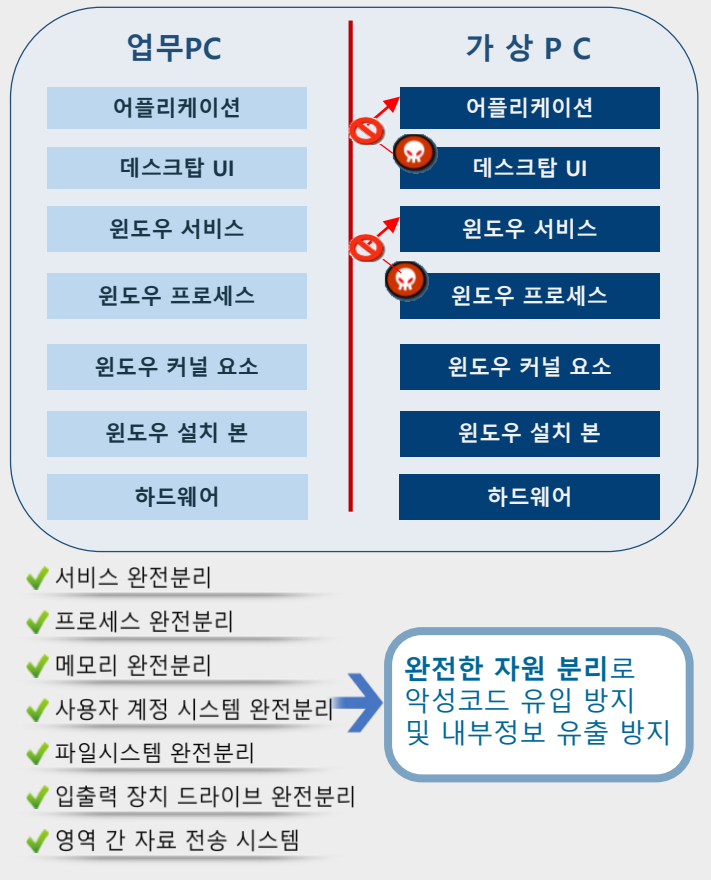 업무PC
가 상 P C
어플리케이션
어플리케이션
데스크탑 UI
데스크탑 UI
윈도우 서비스
윈도우 서비스
윈도우 프로세스
윈도우 프로세스
윈도우 커널 요소
윈도우 커널 요소
윈도우 설치 본
윈도우 설치 본
하드웨어
하드웨어
서비스 완전분리
프로세스 완전분리
메모리 완전분리
사용자 계정 시스템 완전분리
파일시스템 완전분리
입출력 장치 드라이브 완전분리
영역 간 자료 전송 시스템
완전한 자원 분리로
악성코드 유입 방지
및 내부정보 유출 방지